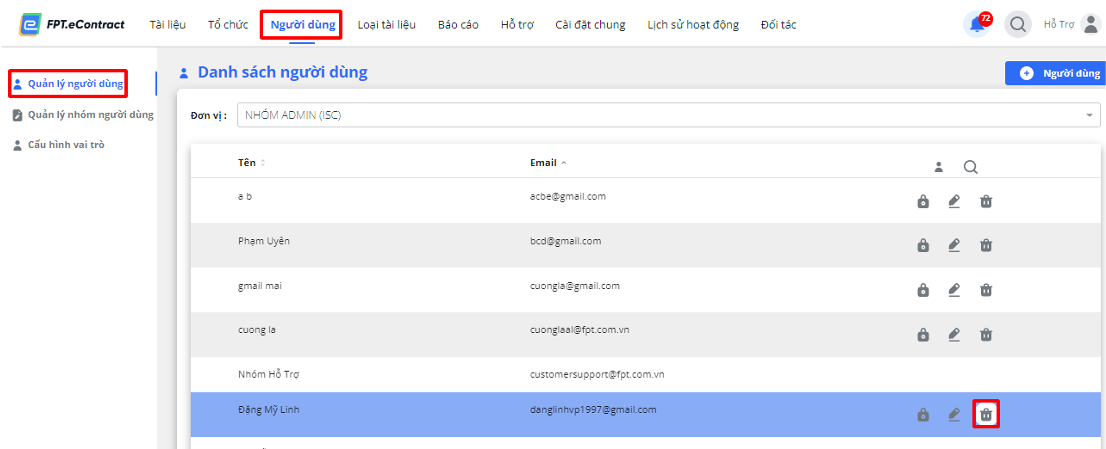 FPT.eContract Tài liệu Tổ chức Người dùng Loại tài liệu Báo cáo Hỗ trợ Cài đặt chung Lịch sử hoạt động Đối tác 72 Hỗ Trợ
Quản lý người dùng
Quản lý nhóm người dùng
Cấu hình vai trò
Danh sách người dùng
Người dùng
Đơn vị : NHÓM ADMIN (ISC)
Tên Email
a b acbe@gmail.com
Phạm Uyên bcd@gmail.com
gmail mai cuongla@gmail.com
cuong la cuonglaal@fpt.com.vn
Nhóm Hỗ Trợ customersupport@fpt.com.vn
Đặng Mỹ Linh danglinhvp1997@gmail.com